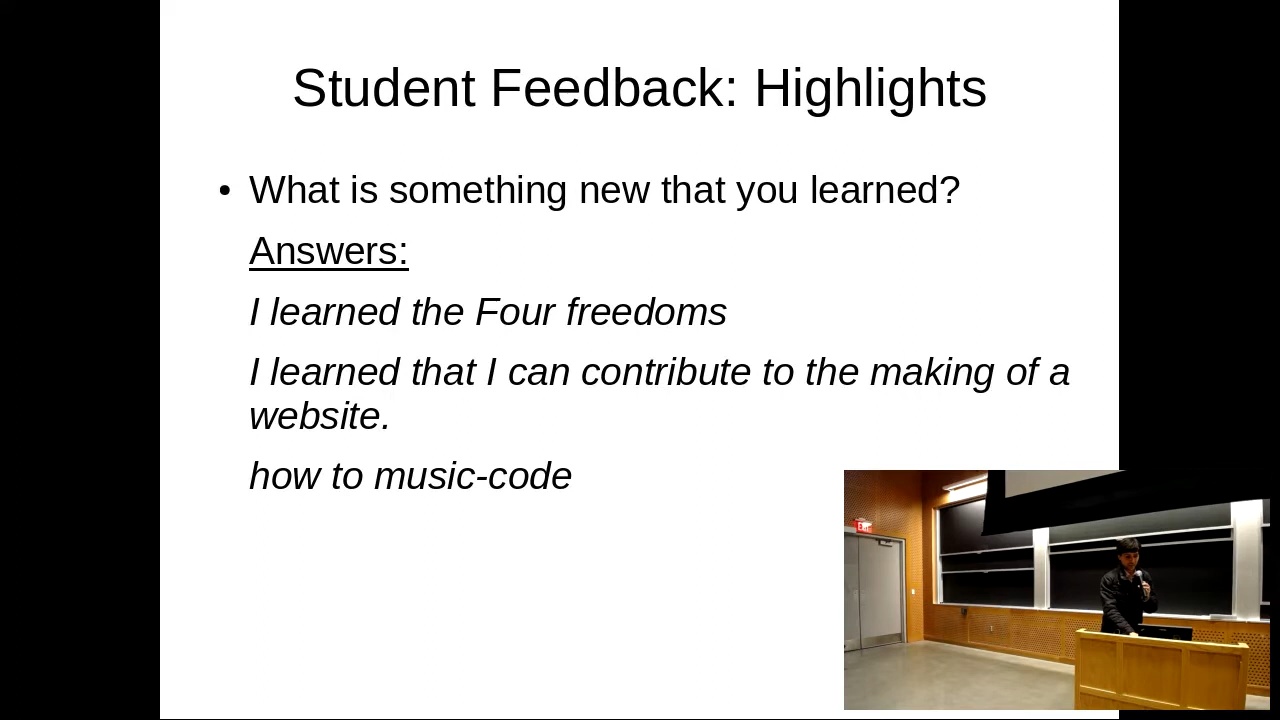 Student Feedback: Highlights
• What is something new that you learned?
Answers:
I learned the Four freedoms
I learned that I can contribute to the making of a
website.
how to music-code
EXIT